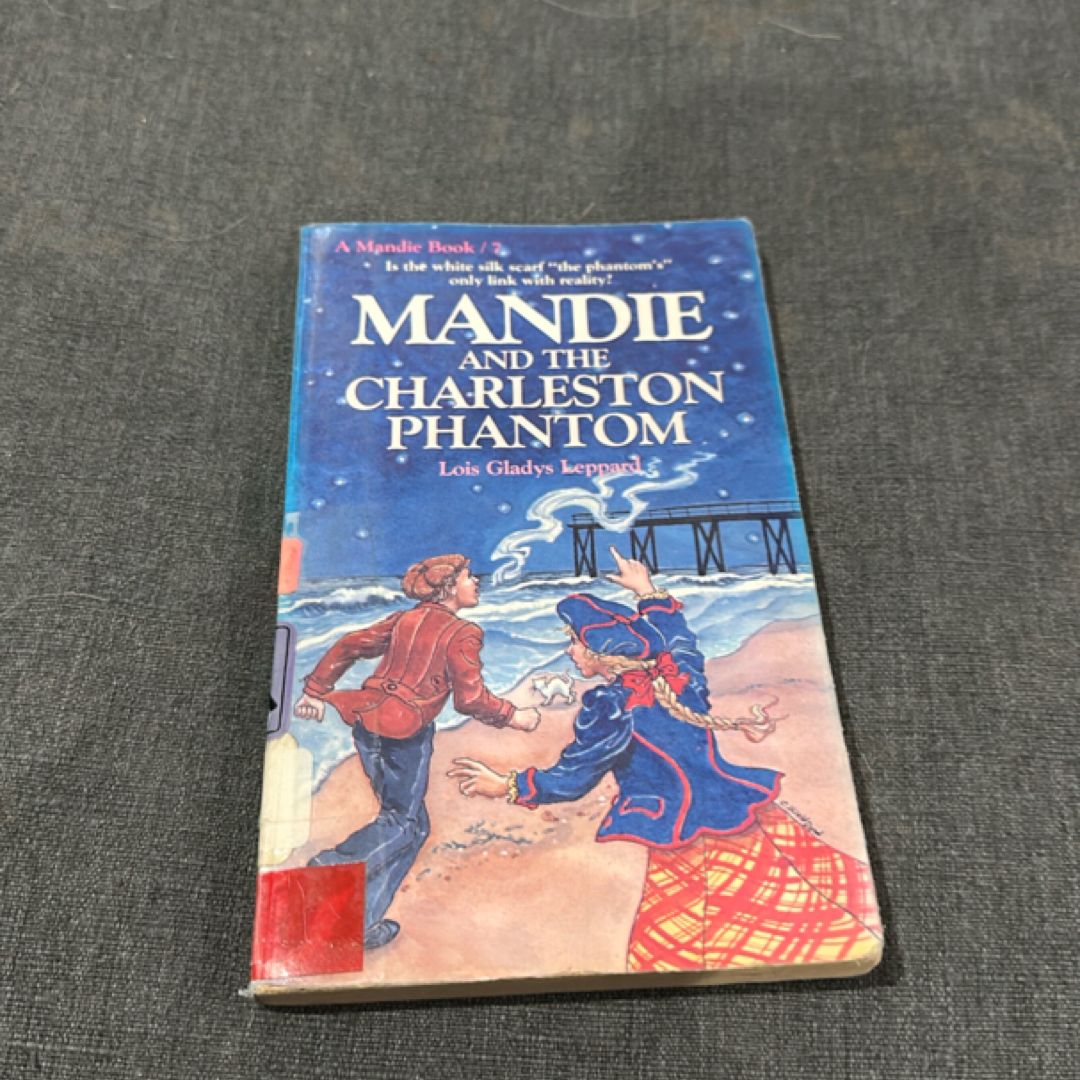 A Mandie Book / 7
Is the white silk scarf "the phantom's"
only link with reality?
MANDIE
AND THE
CHARLESTON
PHANTOM
Lois Gladys Leppard